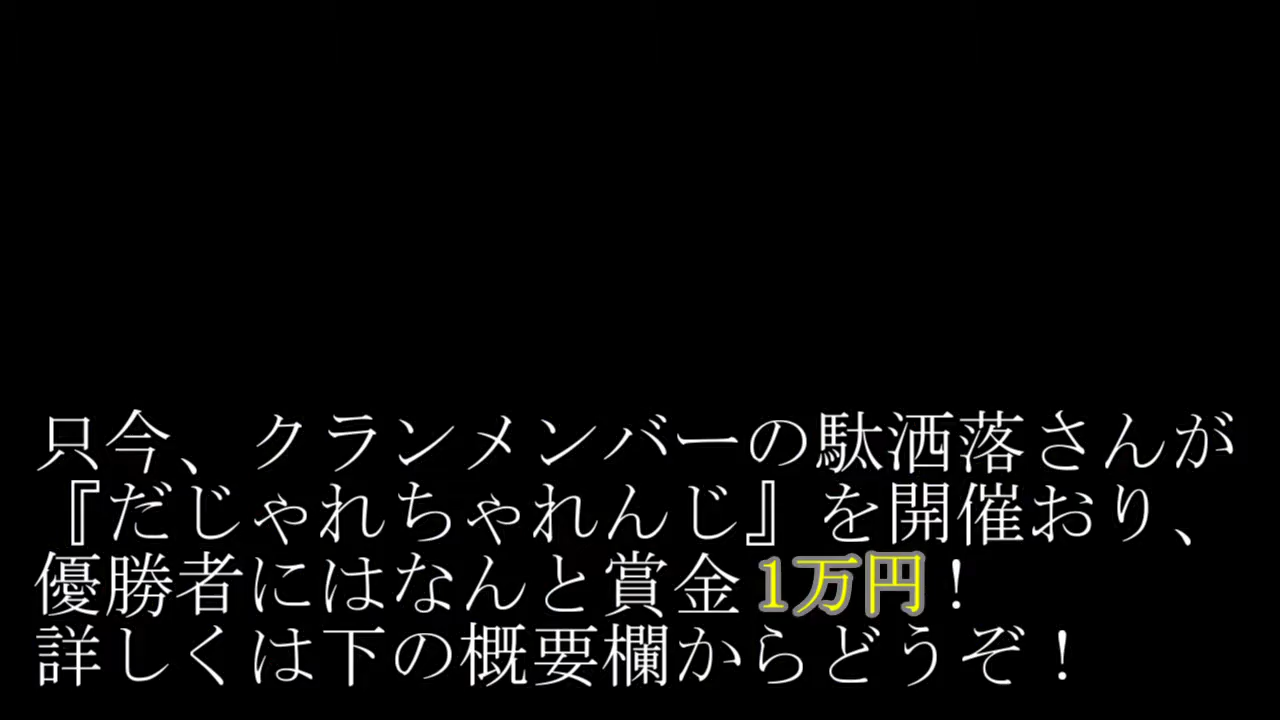 只今、クランメンバーの駄洒落さんが
『だじゃれちゃれんじ』を開催おり、
優勝者にはなんと賞金1万円！
詳しくは下の概要欄からどうぞ！